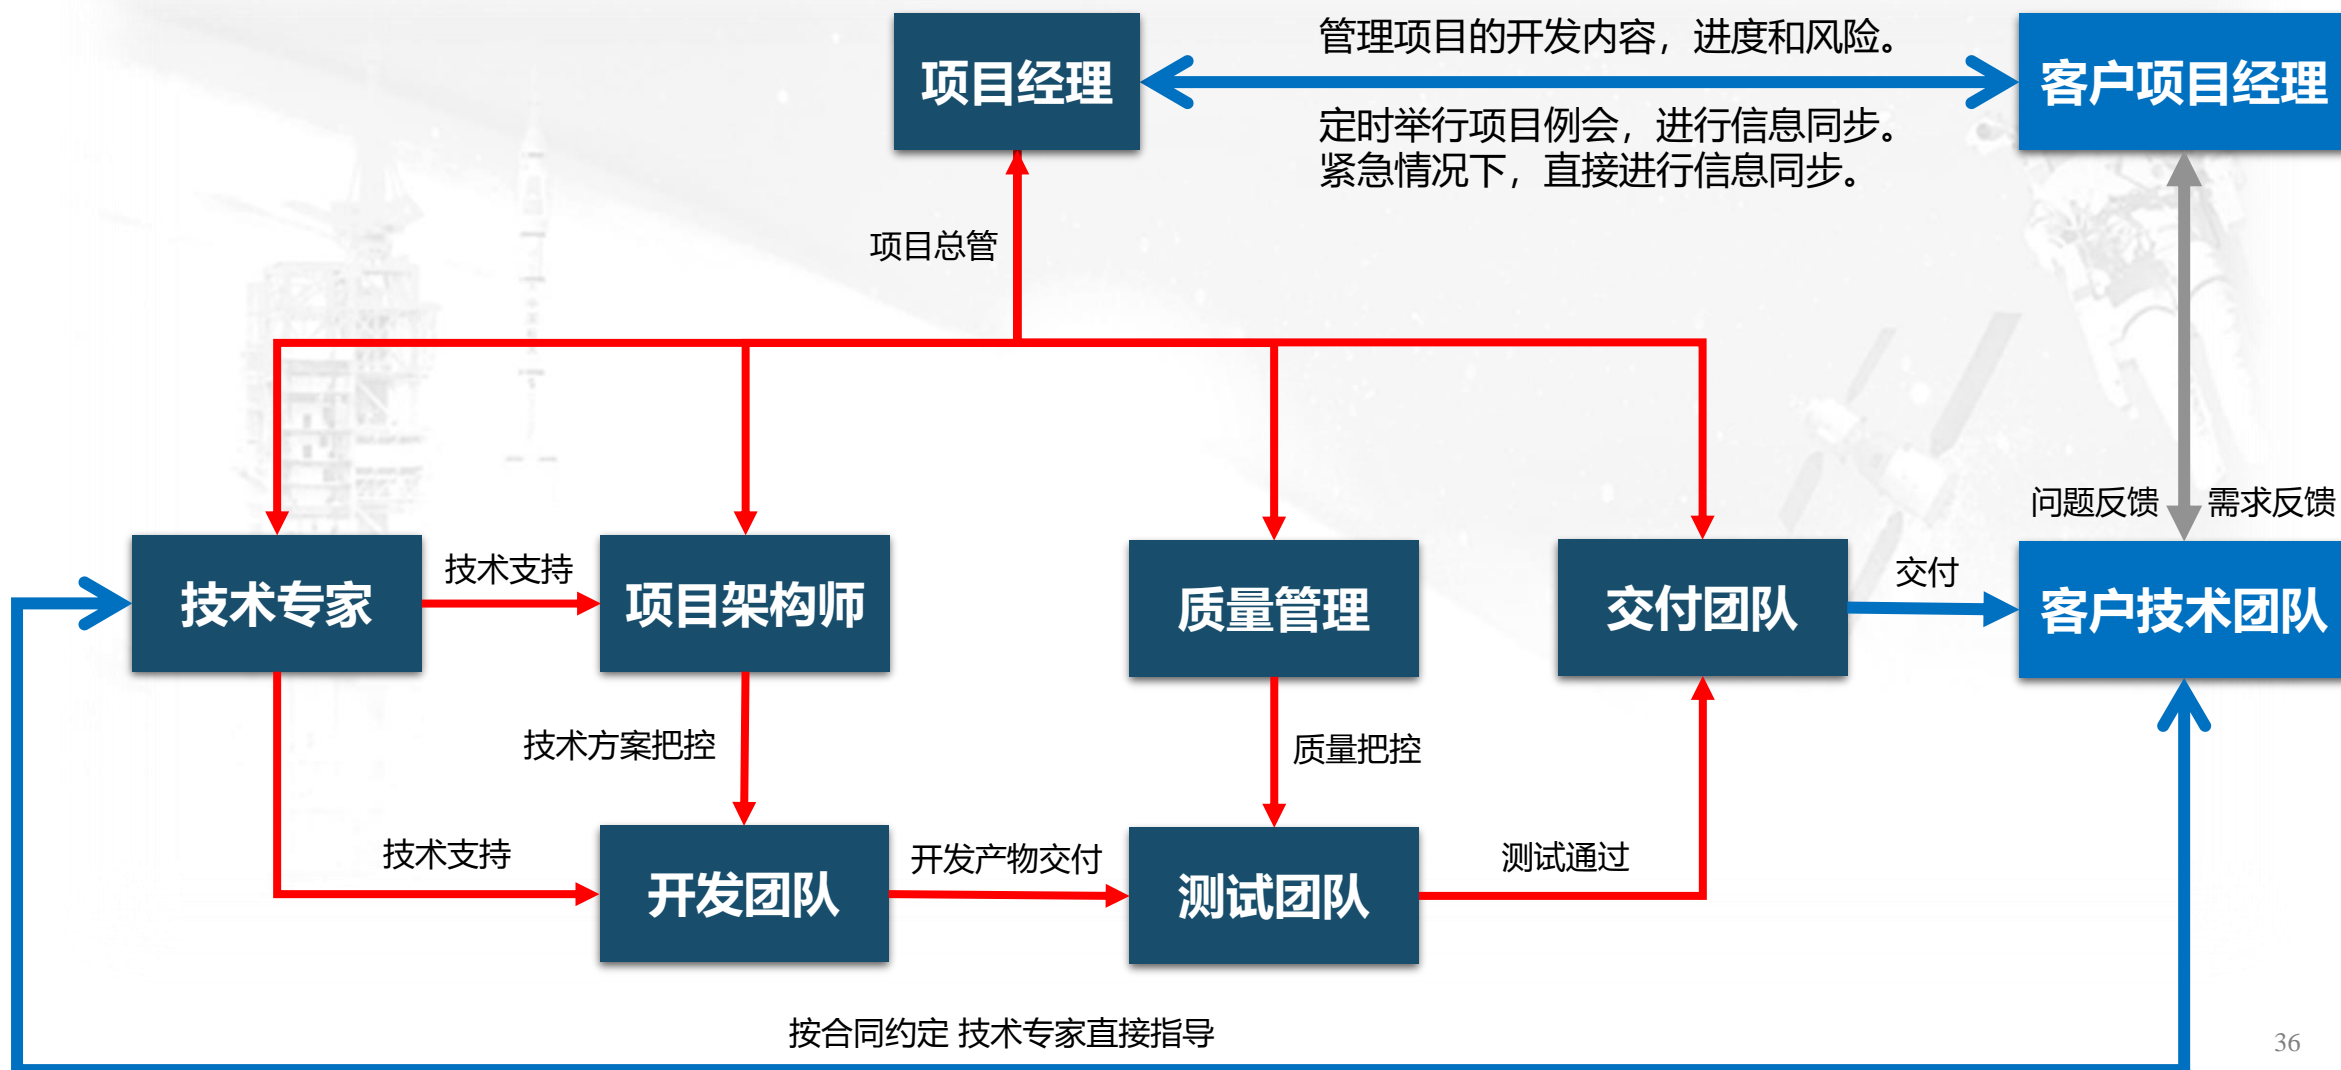 管理项目的开发内容，进度和风险。
项目经理
客户项目经理
定时举行项目例会，进行信息同步。
紧急情况下，直接进行信息同步。
项目总管
问题反馈
需求反馈
技术专家
技术支持
项目架构师
质量管理
交付团队
交付
客户技术团队
技术方案把控
质量把控
技术支持
开发团队
开发产物交付
测试团队
测试通过
按合同约定 技术专家直接指导
36